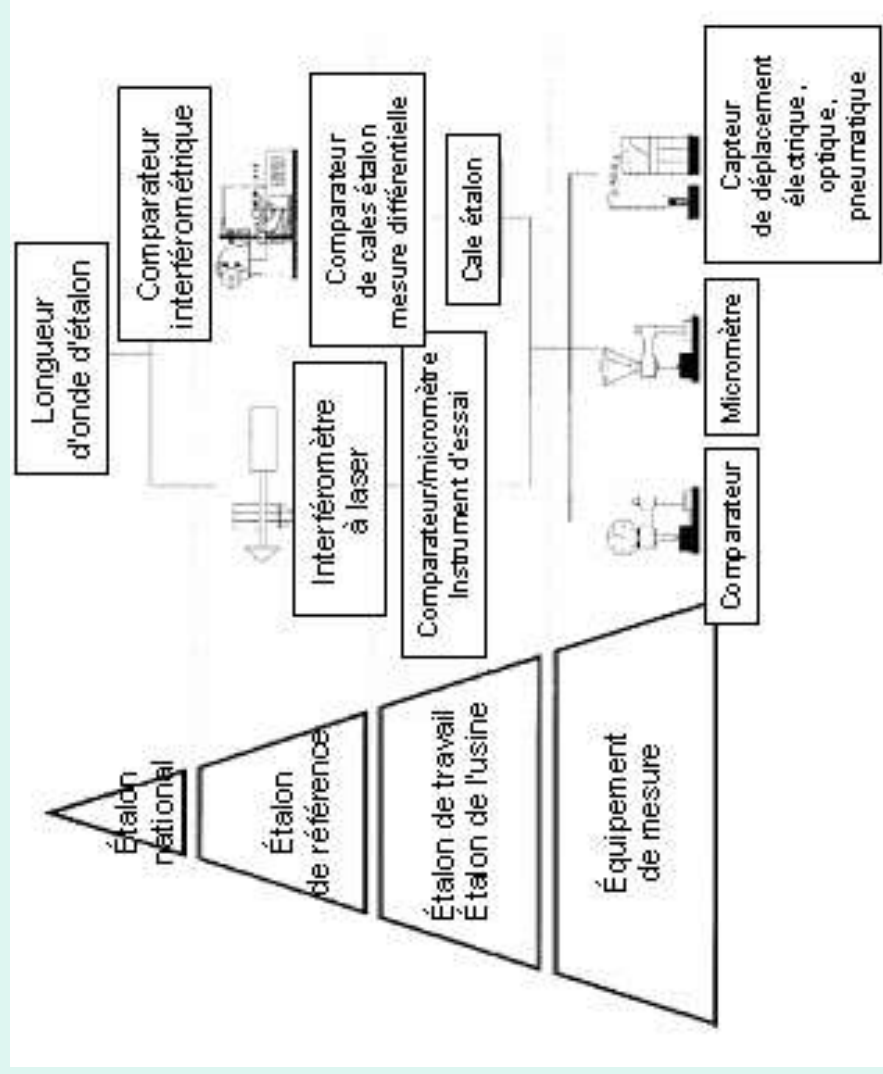 Étalon
national
Étalon
de référence
Étalon de travail
Étalon de l'usine
Équipement
de mesure
Longueur
d'onde d'étalon
Comparateur
interférométrique
Interféromètre
à laser
Comparateur
de cales étalon
mesure différentielle
Comparateur/micromètre
Instrument d'essai
Cale étalon
Comparateur
Micromètre
Capteur
de déplacement
électrique,
optique,
pneumatique